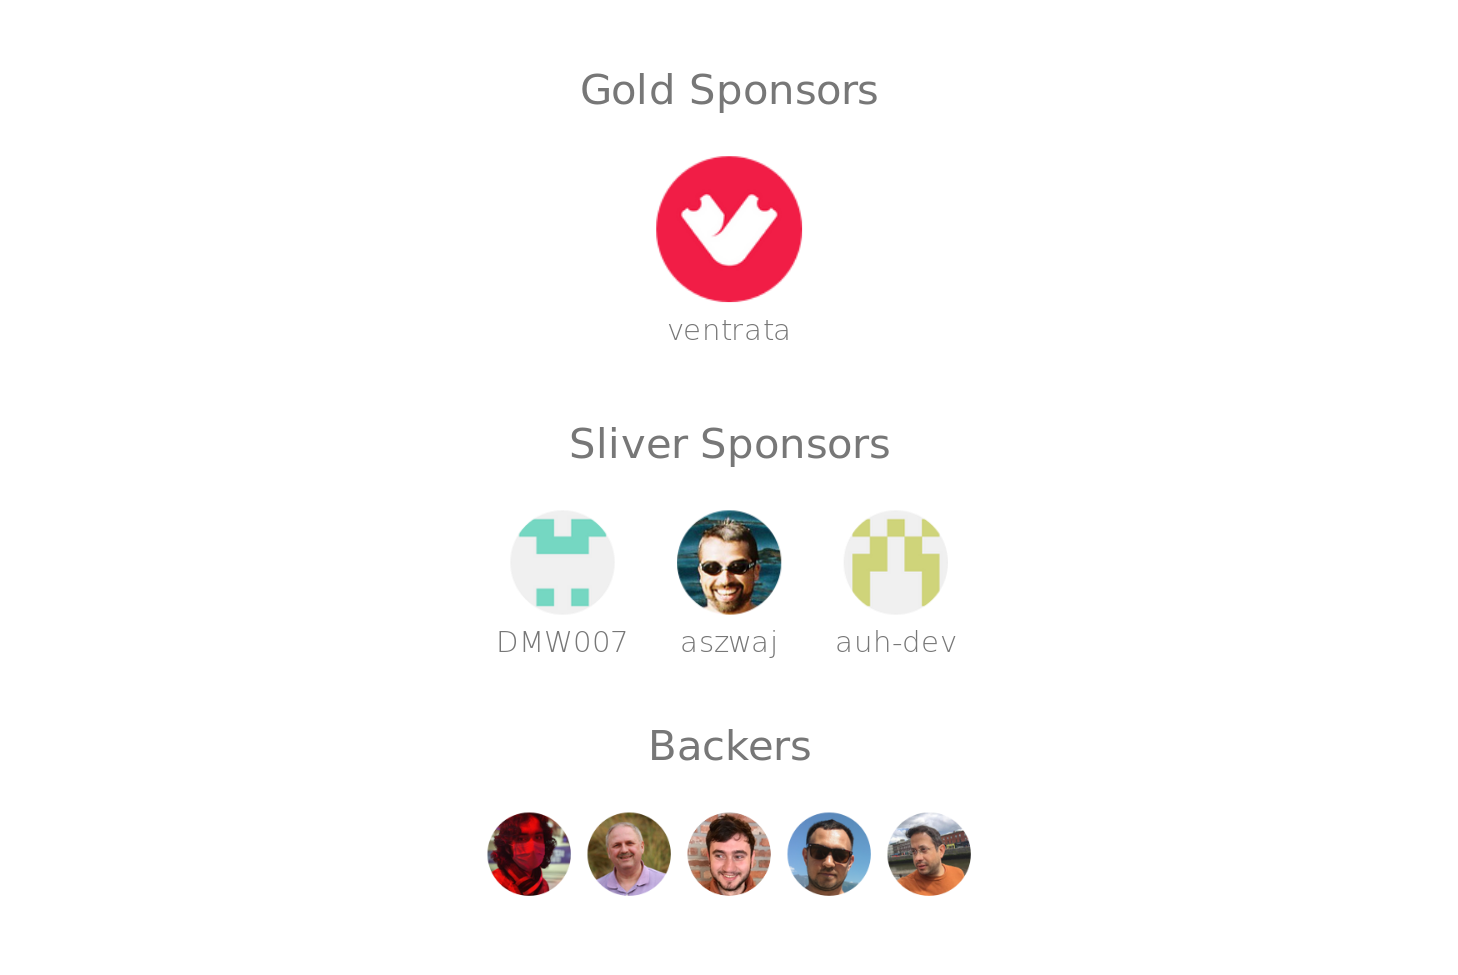 Gold Sponsors
ventrata
Sliver Sponsors
DMW007 aszwaj auh-dev
Backers